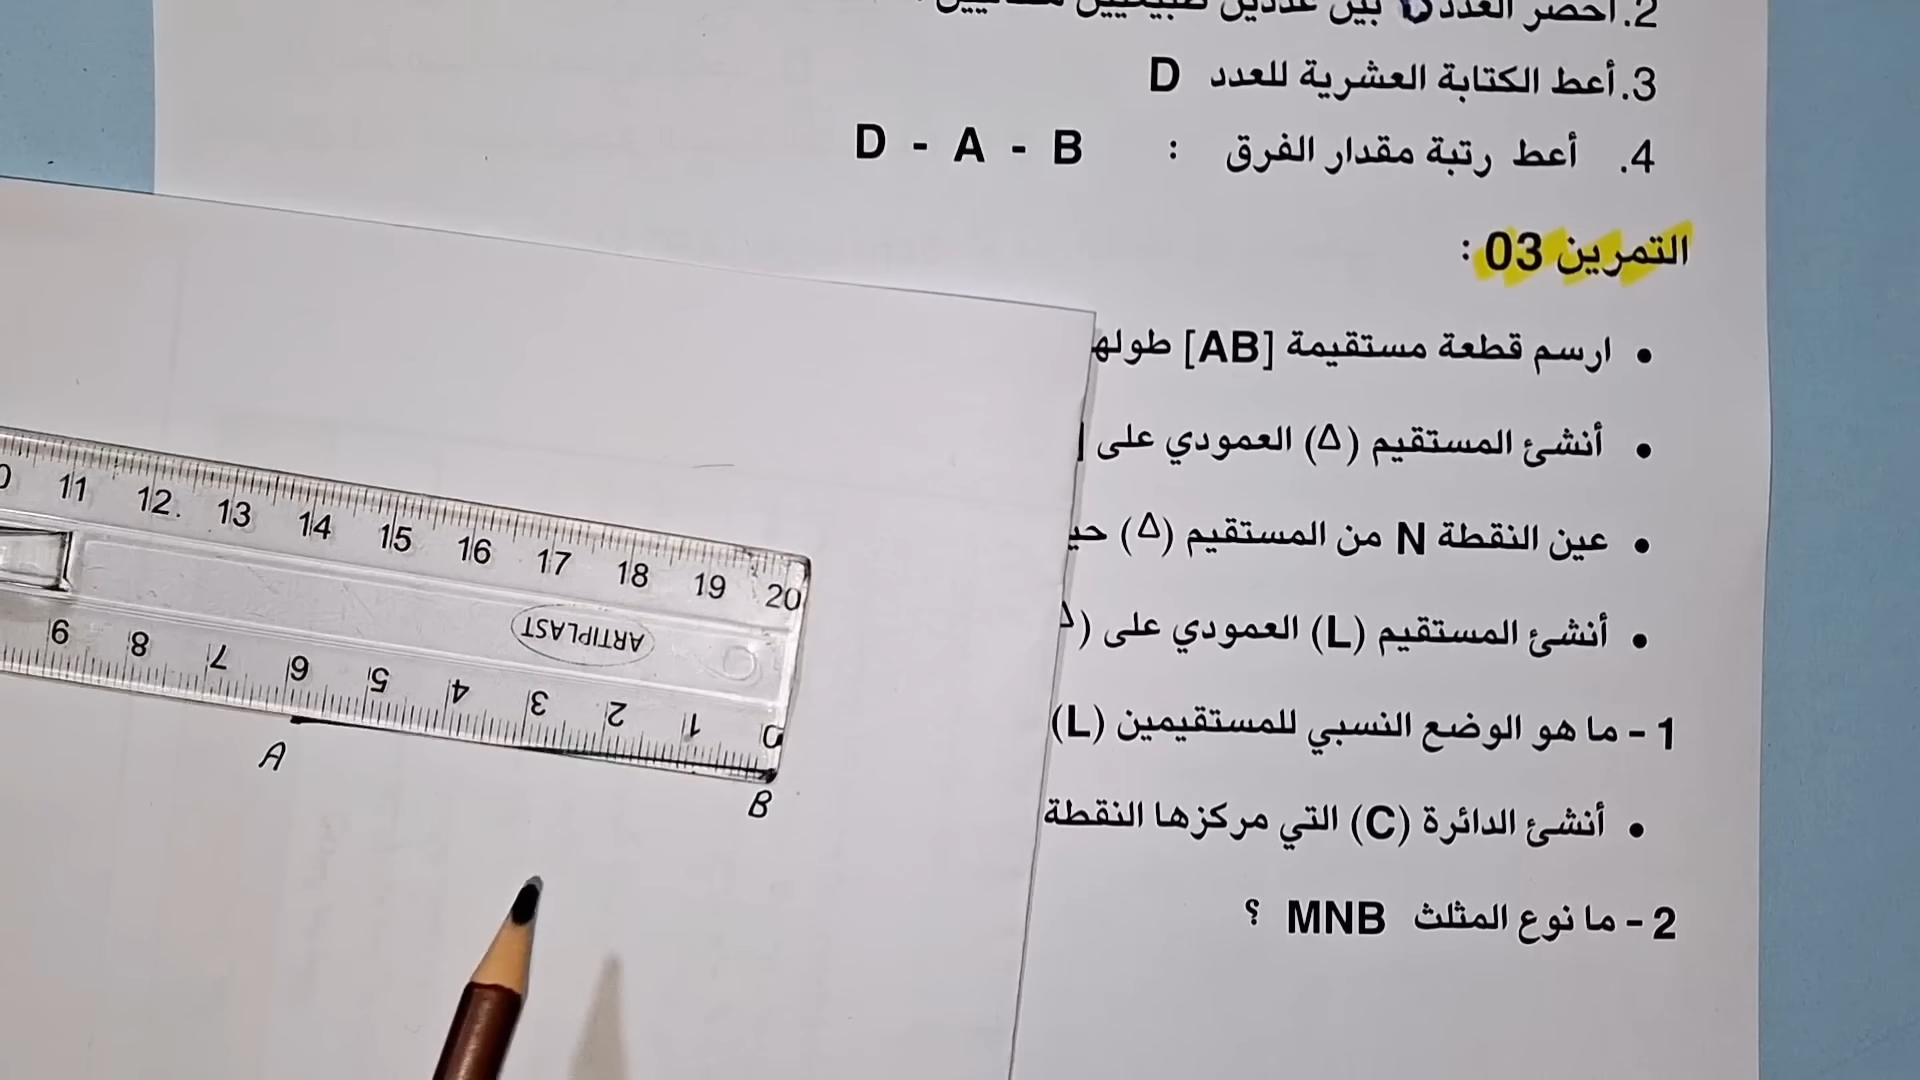 2. احصر العدد بين عددين طبيعيين
3. أعط الكتابة العشرية للعدد D
4. أعط رتبة مقدار الفرق : D - A - B
التمرين 03 :
• ارسم قطعة مستقيمة [AB] طولها
• أنشئ المستقيم (Δ) العمودي على
• عين النقطة N من المستقيم (Δ)
• أنشئ المستقيم (L) العمودي على (
1 - ما هو الوضع النسبي للمستقيمين (L)
• أنشئ الدائرة (C) التي مركزها النقطة
2 - ما نوع المثلث MNB ؟
11 12 13 14 15 16 17 18 19 20
ARTIPLAST
9 8 7 6 5 4 3 2 1 0
A
B